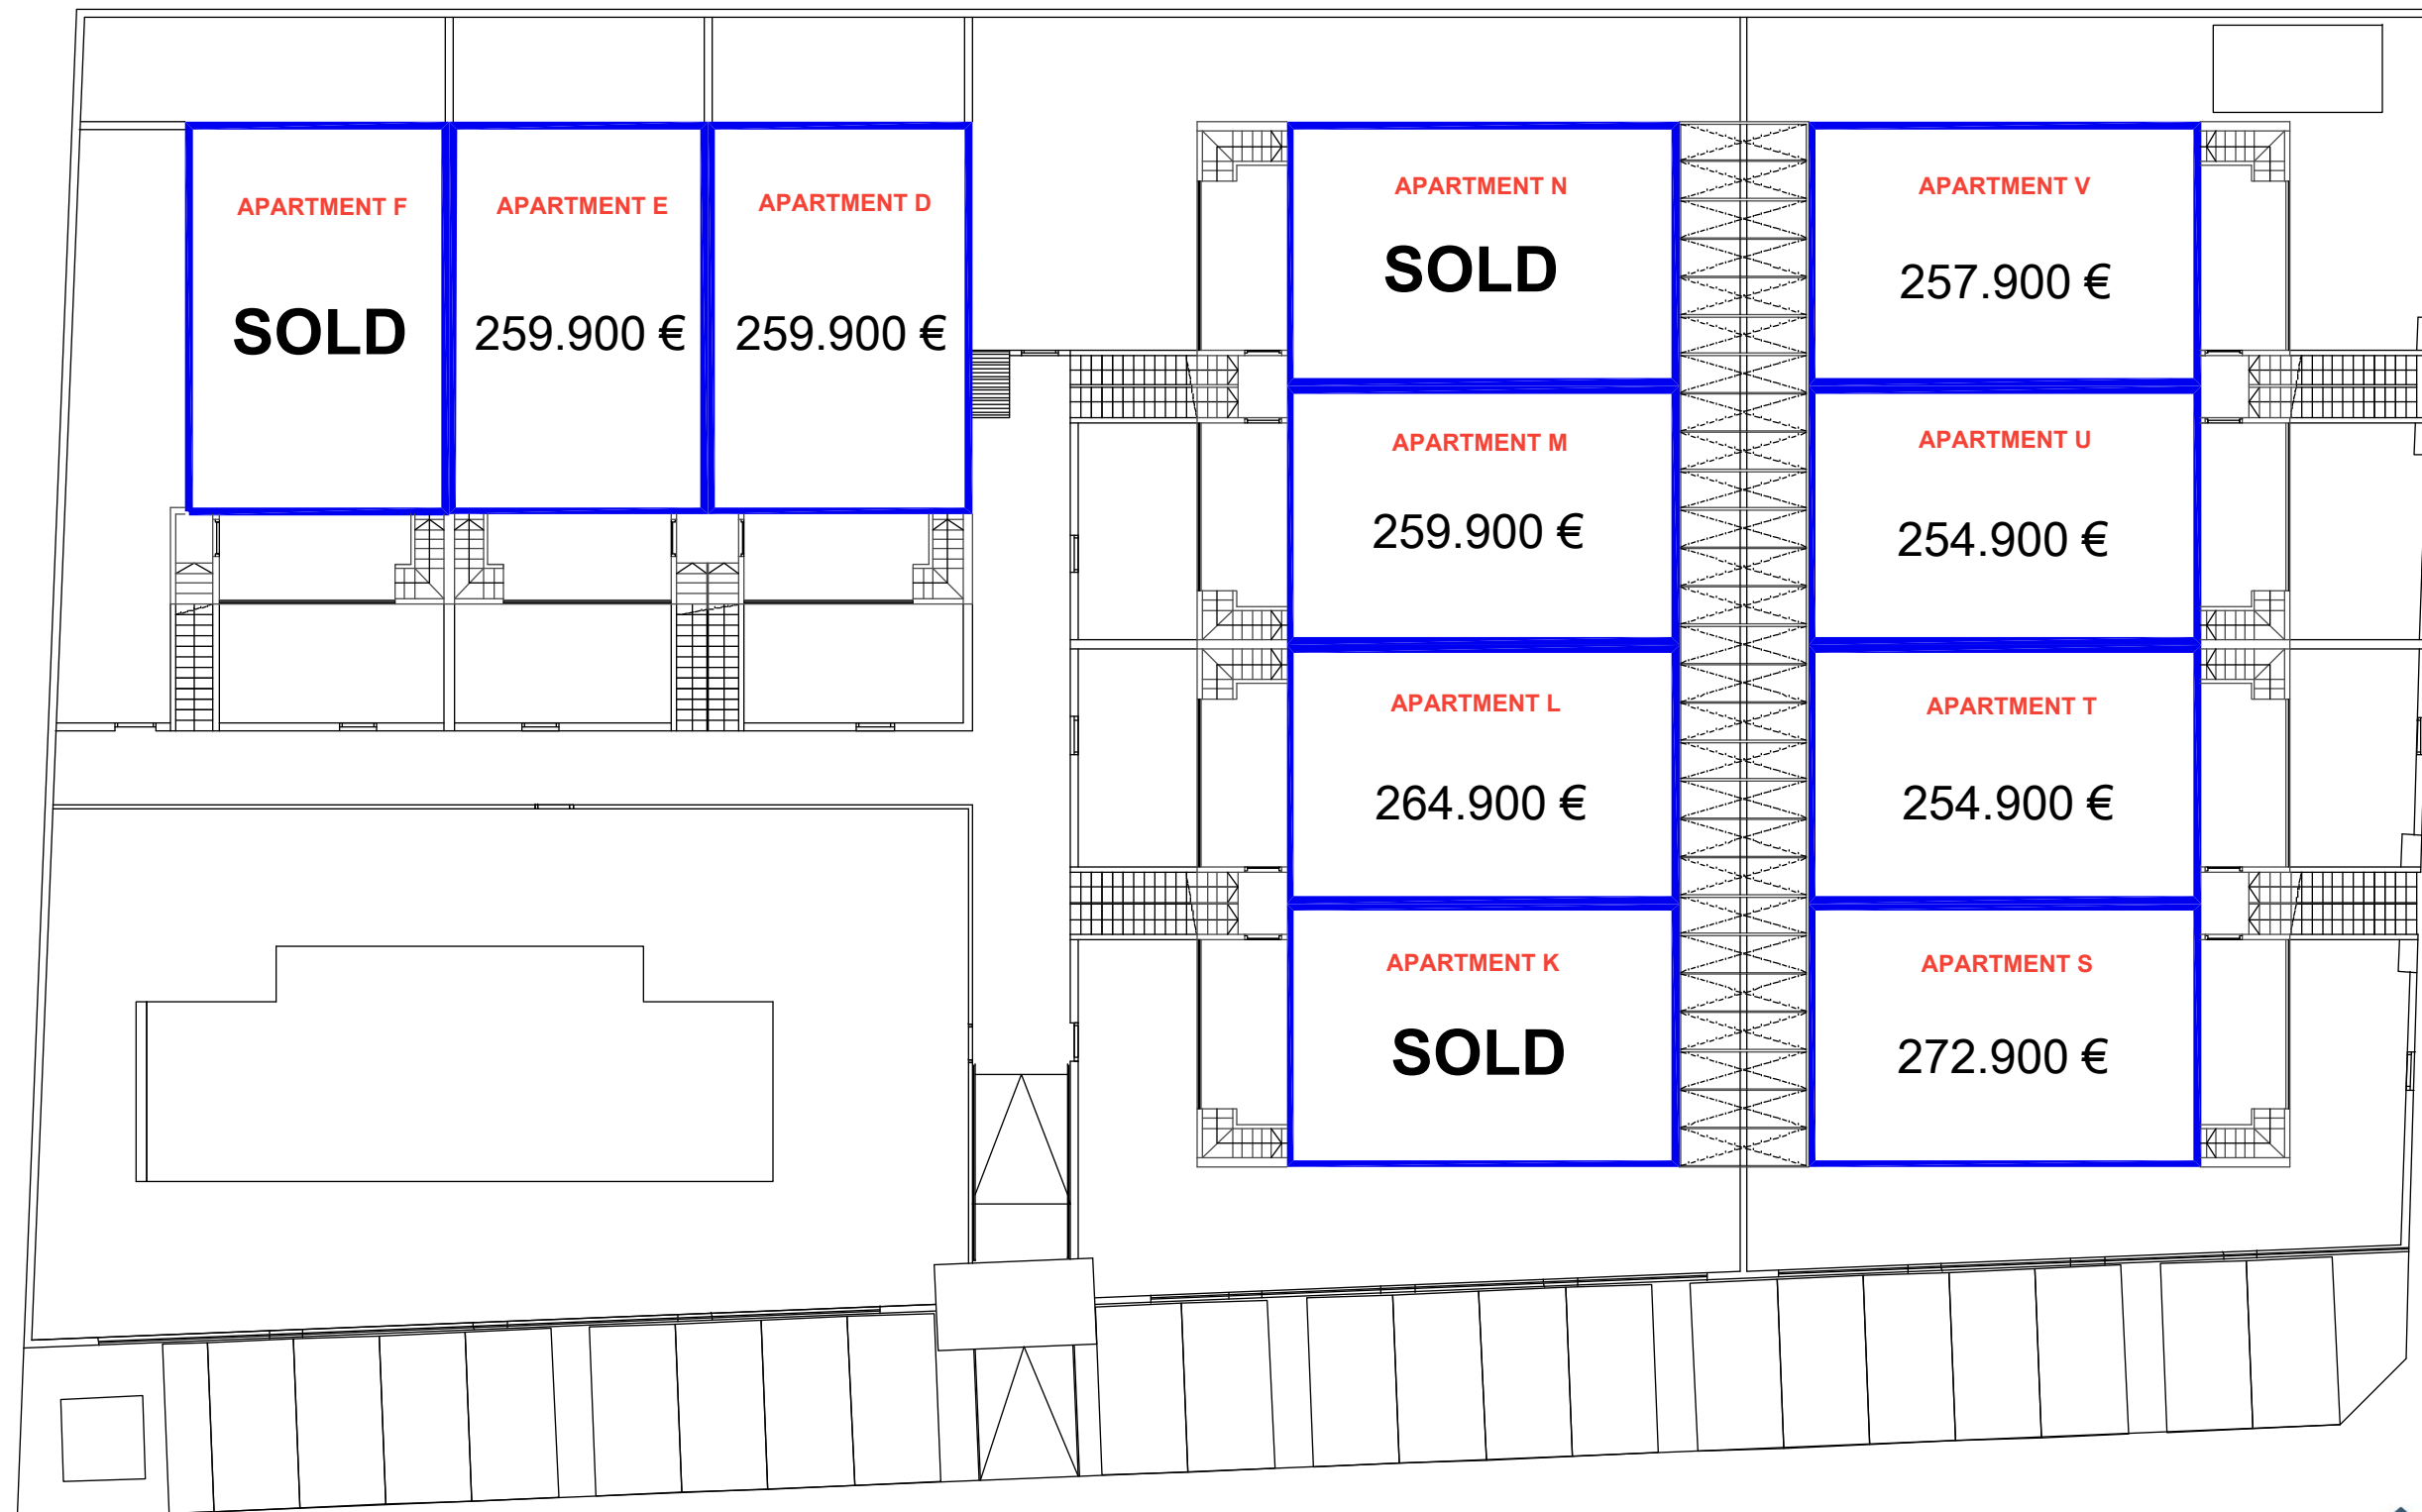 APARTMENT F
SOLD
APARTMENT E
259.900 €
APARTMENT D
259.900 €
APARTMENT N
SOLD
APARTMENT V
257.900 €
APARTMENT M
259.900 €
APARTMENT U
254.900 €
APARTMENT L
264.900 €
APARTMENT T
254.900 €
APARTMENT K
SOLD
APARTMENT S
272.900 €